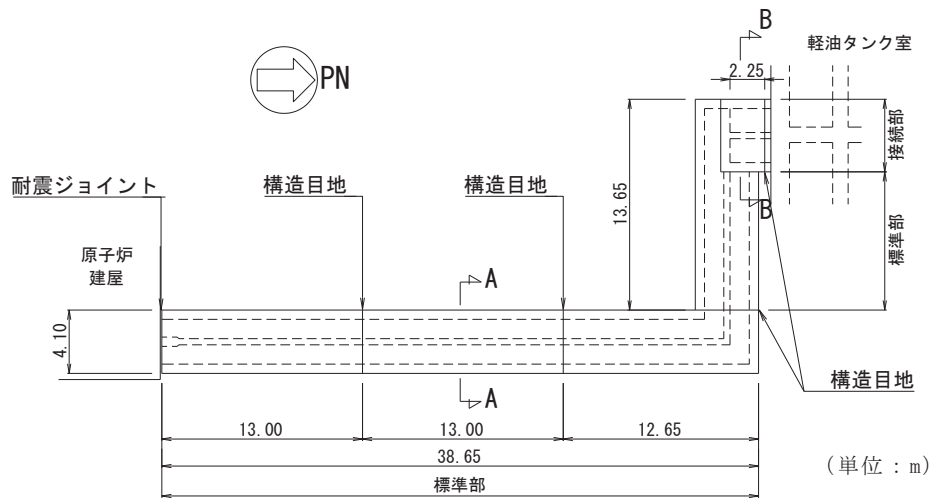 B
軽油タンク室
2.25
PN
接続部
耐震ジョイント
構造目地
構造目地
13.65
B
標準部
原子炉
建屋
A
4.10
A
構造目地
13.00
13.00
12.65
38.65
(単位：m)
標準部